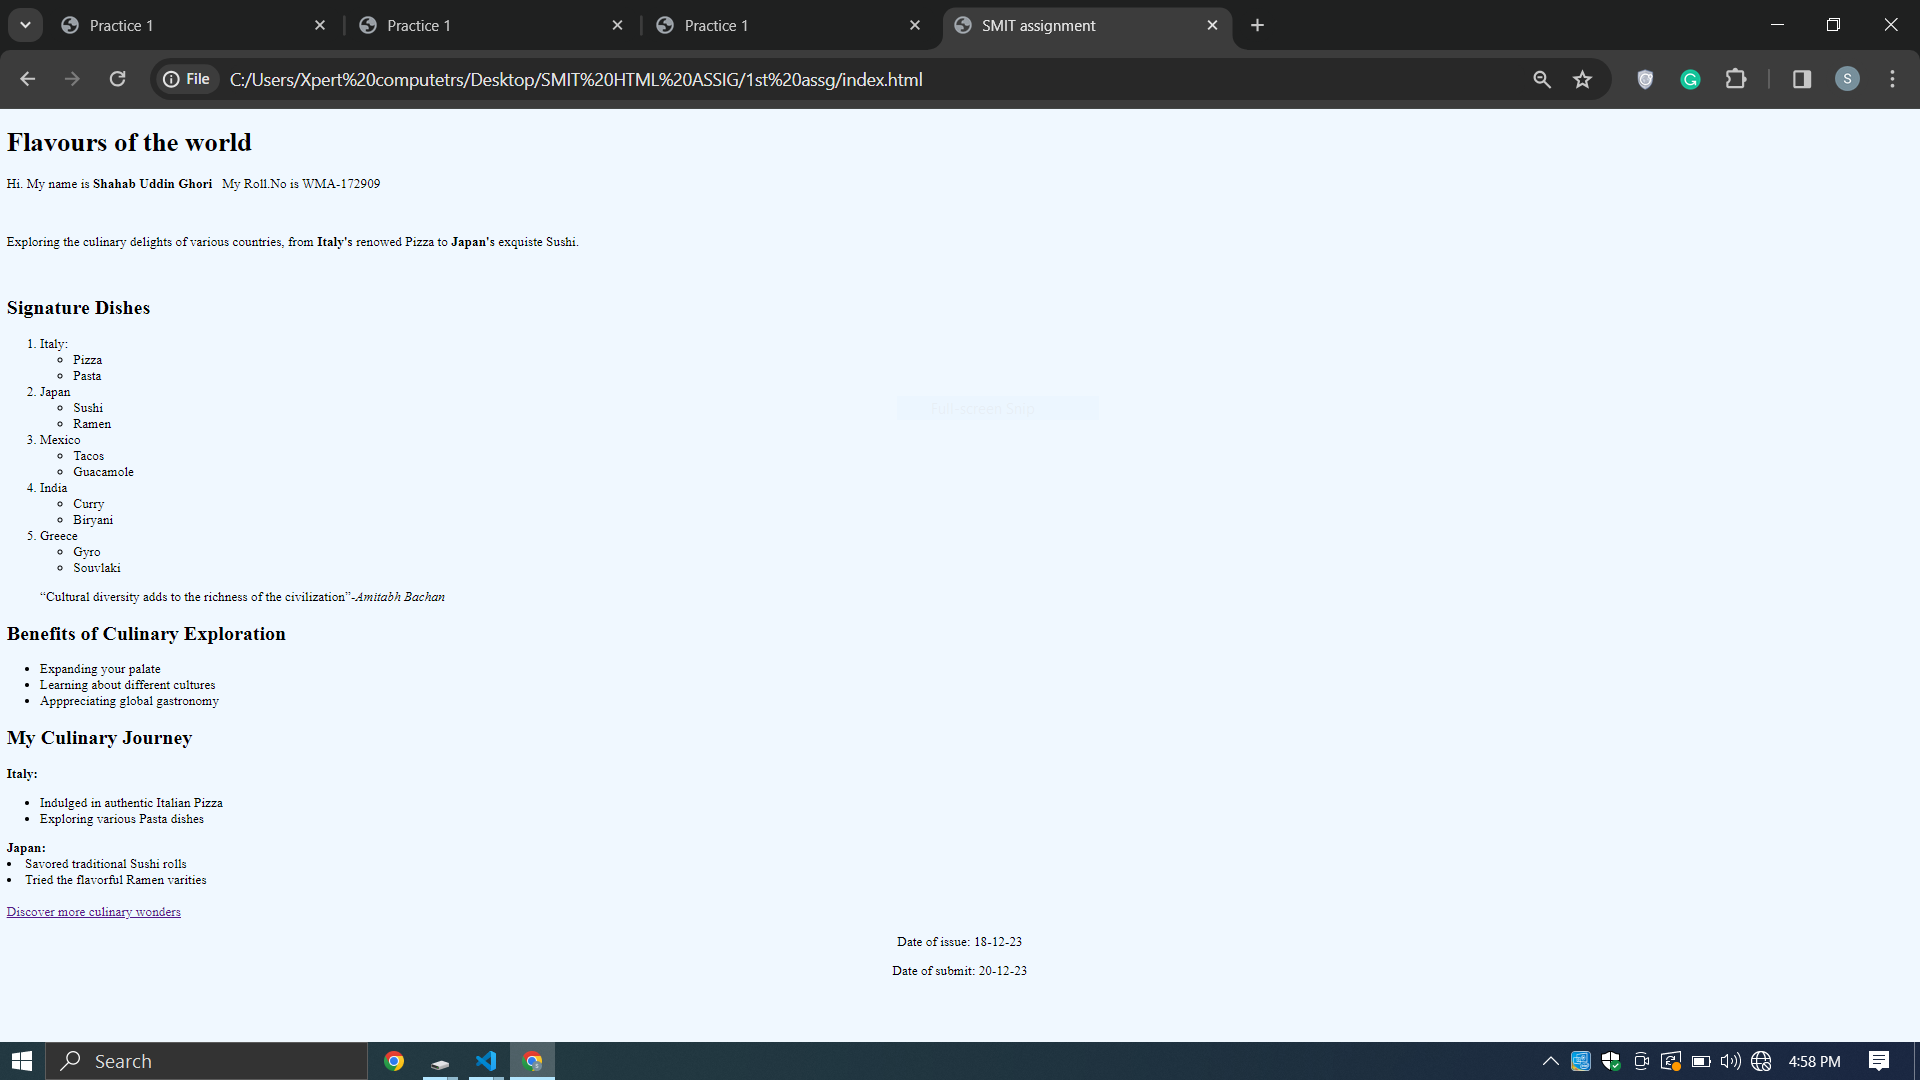 Practice 1
Practice 1
Practice 1
SMIT assignment
File
C:/Users/Xpert%20computetrs/Desktop/SMIT%20HTML%20ASSIG/1st%20assg/index.html
S
Flavours of the world
Hi. My name is Shahab Uddin Ghori   My Roll.No is WMA-172909
Exploring the culinary delights of various countries, from Italy's renowed Pizza to Japan's exquiste Sushi.
Signature Dishes
1. Italy:
Pizza
Pasta
2. Japan
Sushi
Ramen
3. Mexico
Tacos
Guacamole
4. India
Curry
Biryani
5. Greece
Gyro
Souvlaki
“Cultural diversity adds to the richness of the civilization”-Amitabh Bachan
Full-screen Snip
Benefits of Culinary Exploration
Expanding your palate
Learning about different cultures
Apppreciating global gastronomy
My Culinary Journey
Italy:
Indulged in authentic Italian Pizza
Exploring various Pasta dishes
Japan:
Savored traditional Sushi rolls
Tried the flavorful Ramen varities
Discover more culinary wonders
Date of issue: 18-12-23
Date of submit: 20-12-23
Search
4:58 PM